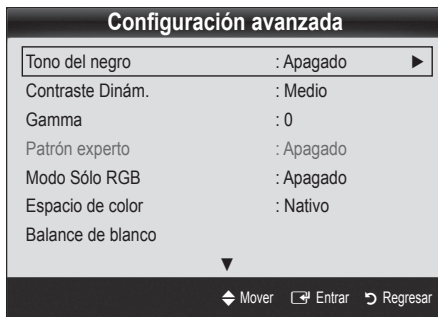 Configuración avanzada
Tono del negro : Apagado ▶
Contraste Dinám. : Medio
Gamma : 0
Patrón experto : Apagado
Modo Sólo RGB : Apagado
Espacio de color : Nativo
Balance de blanco
▼
Mover Entrar Regresar